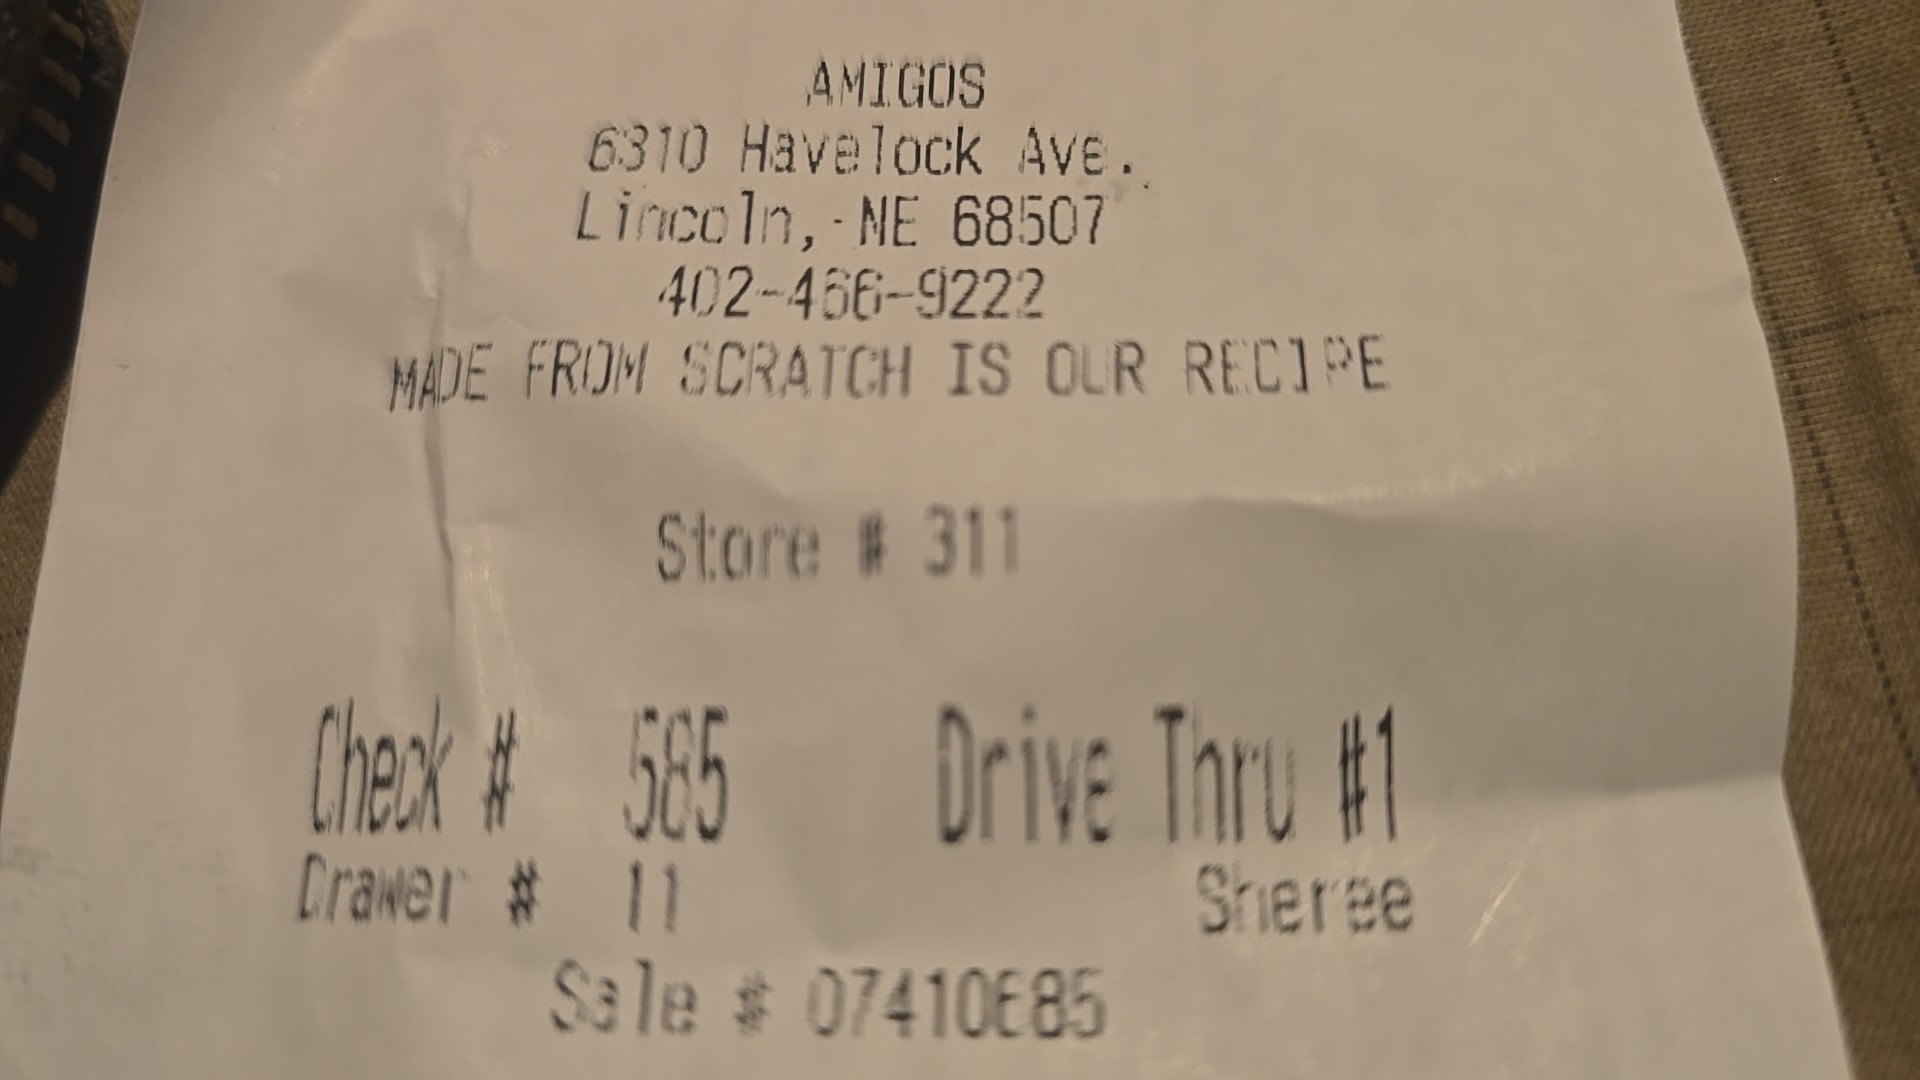 AMIGOS
6310 Havelock Ave.
Lincoln, NE 68507
402-466-9222
MADE FROM SCRATCH IS OUR RECIPE
Store # 311
Check # 585 Drive Thru #1
Drawer # 11 Sheree
Sale #